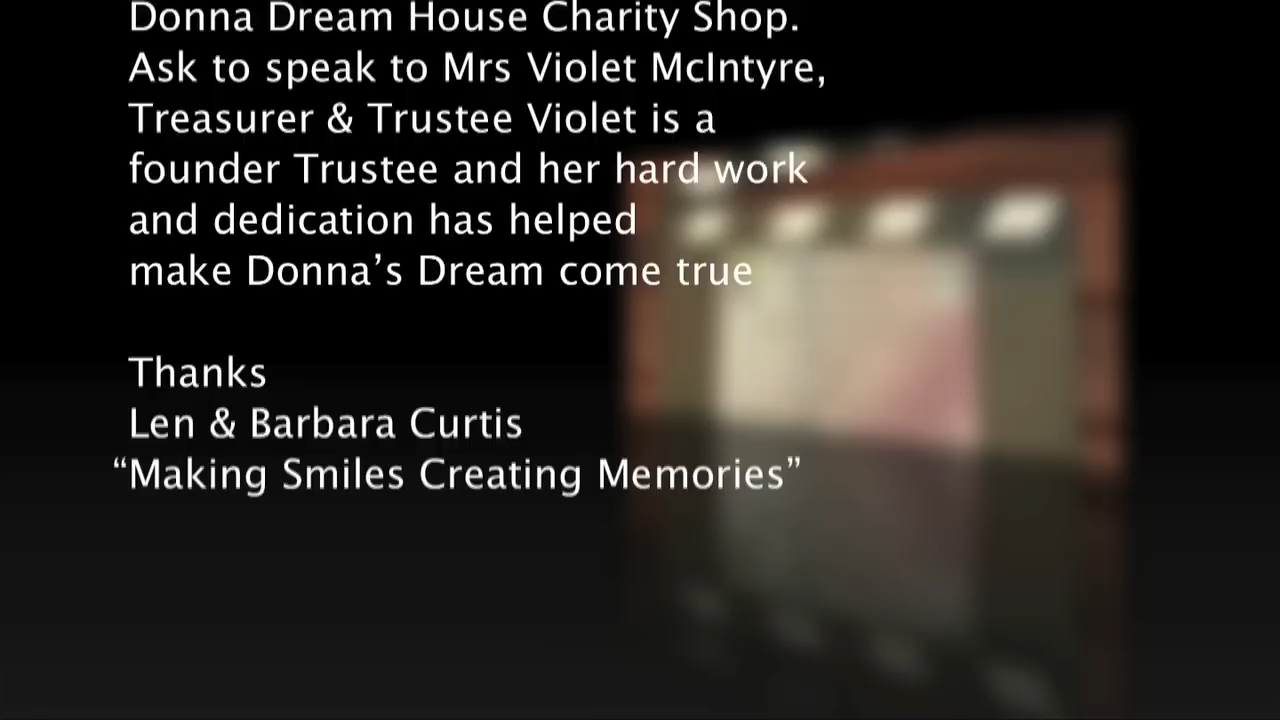 Donna Dream House Charity Shop.
Ask to speak to Mrs Violet McIntyre,
Treasurer & Trustee Violet is a
founder Trustee and her hard work
and dedication has helped
make Donna’s Dream come true
Thanks
Len & Barbara Curtis
“Making Smiles Creating Memories”